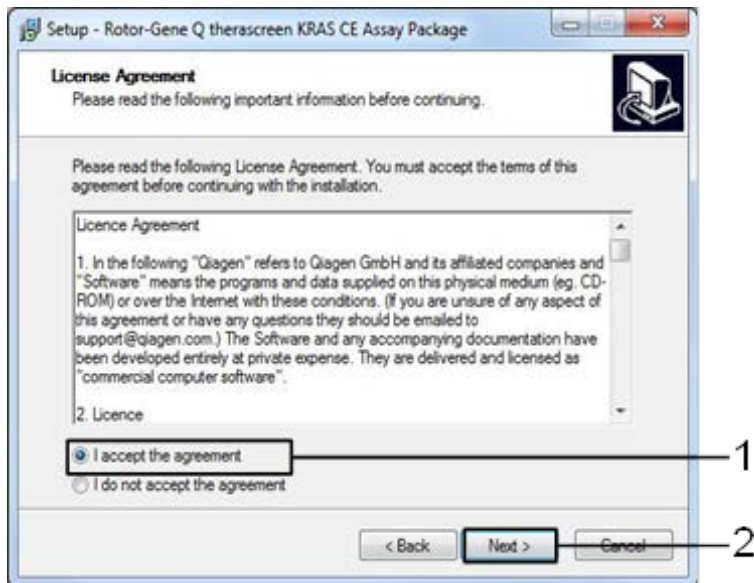 Setup - Rotor-Gene Q therascreen KRAS CE Assay Package
License Agreement
Please read the following important information before continuing.
Please read the following License Agreement. You must accept the terms of this
agreement before continuing with the installation.
Licence Agreement
1. In the following "Qiagen" refers to Qiagen GmbH and its affiliated companies and
"Software" means the programs and data supplied on this physical medium (eg. CD-
ROM) or over the Internet with these conditions. (If you are unsure of any aspect of
this agreement or have any questions they should be emailed to
support@qiagen.com.) The Software and any accompanying documentation have
been developed entirely at private expense. They are delivered and licensed as
"commercial computer software".
2. Licence
I accept the agreement
1
I do not accept the agreement
< Back
Next >
Cancel
2